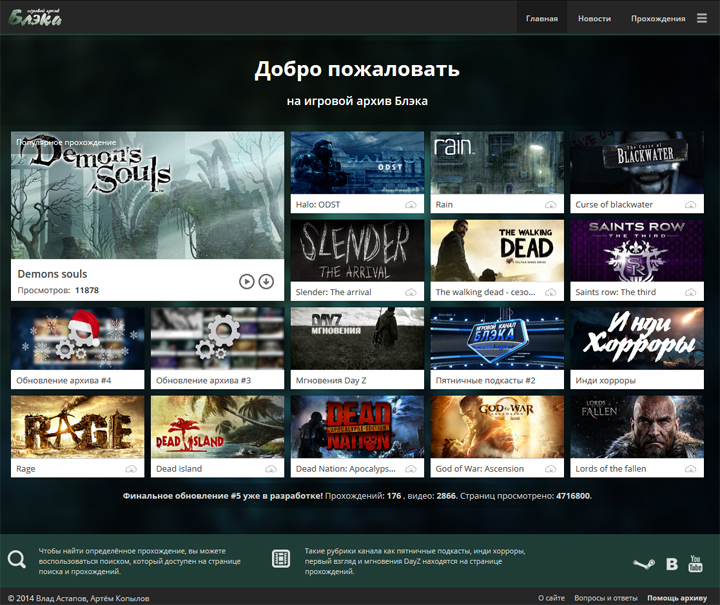 игровой архив
Блэка
Главная
Новости
Прохождения
Добро пожаловать
на игровой архив Блэка
Популярное прохождение
Demon's
Souls
Demons souls
Просмотров: 11878
ODST
Halo: ODST
rain
Rain
The Curse of
BLACKWATER
Curse of blackwater
SLENDER
THE ARRIVAL
Slender: The arrival
THE WALKING
DEAD
The walking dead - сезо...
SAINTS ROW
THE THIRD
SR
Saints row: The third
Обновление архива #4
Обновление архива #3
DAYZ
МГНОВЕНИЯ
Мгновения Day Z
ИГРОВОЙ КАНАЛ
БЛЭКА
Пятничные подкасты #2
Инди
Хорроры
Инди хорроры
RAGE
Rage
DEAD ISLAND
Dead island
DEAD
APOCALYPSE EDITION
NATION
Dead Nation: Apocalyps...
GOD OF WAR
ASCENSION
God of War: Ascension
LORDS
OF THE
FALLEN
Lords of the fallen
Финальное обновление #5 уже в разработке! Прохождений: 176 , видео: 2866. Страниц просмотрено: 4716800.
Чтобы найти определённое прохождение, вы можете
воспользоваться поиском, который доступен на странице
поиска и прохождений.
Такие рубрики канала как пятничные подкасты, инди хорроры,
первый взгляд и мгновения DayZ находятся на странице
прохождений.
B
You
Tube
© 2014 Влад Астапов, Артём Копылов
О сайте
Вопросы и ответы
Помощь архиву